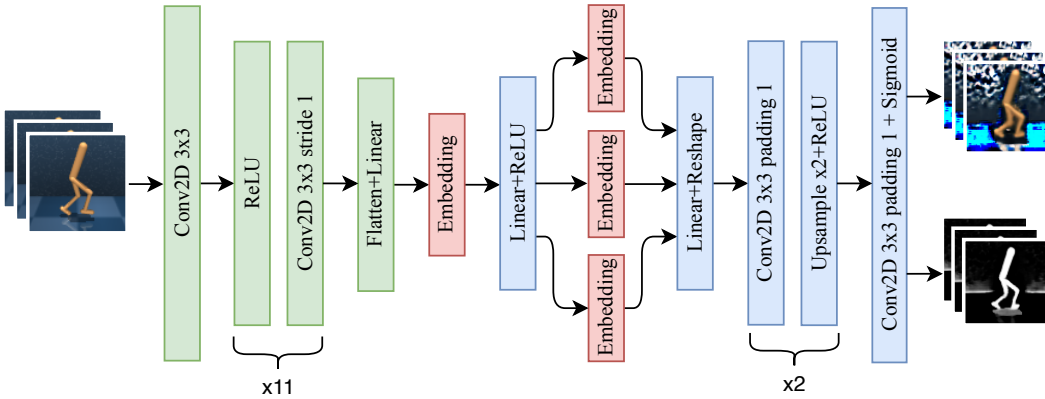 Conv2D 3x3
ReLU
Conv2D 3x3 stride 1
x11
Flatten+Linear
Embedding
Linear+ReLU
Embedding
Embedding
Embedding
Linear+Reshape
Conv2D 3x3 padding 1
Upsample x2+ReLU
x2
Conv2D 3x3 padding 1 + Sigmoid